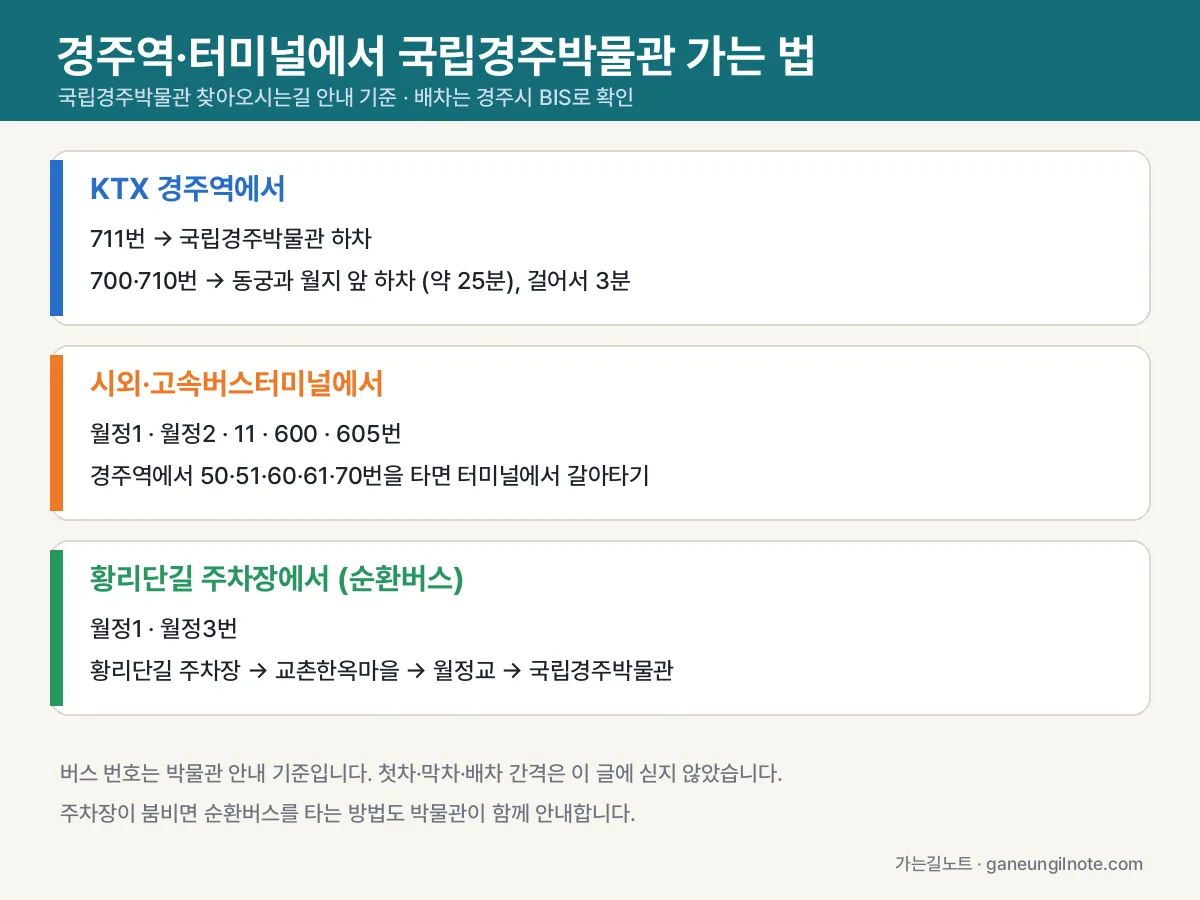 경주역·터미널에서 국립경주박물관 가는 법
국립경주박물관 찾아오시는길 안내 기준 · 배차는 경주시 BIS로 확인
KTX 경주역에서
711번 → 국립경주박물관 하차
700·710번 → 동궁과 월지 앞 하차 (약 25분), 걸어서 3분
시외·고속버스터미널에서
월정1 · 월정2 · 11 · 600 · 605번
경주역에서 50·51·60·61·70번을 타면 터미널에서 갈아타기
황리단길 주차장에서 (순환버스)
월정1 · 월정3번
황리단길 주차장 → 교촌한옥마을 → 월정교 → 국립경주박물관
버스 번호는 박물관 안내 기준입니다. 첫차·막차·배차 간격은 이 글에 싣지 않았습니다.
주차장이 붐비면 순환버스를 타는 방법도 박물관이 함께 안내합니다.
가는길노트 · ganeungilnote.com